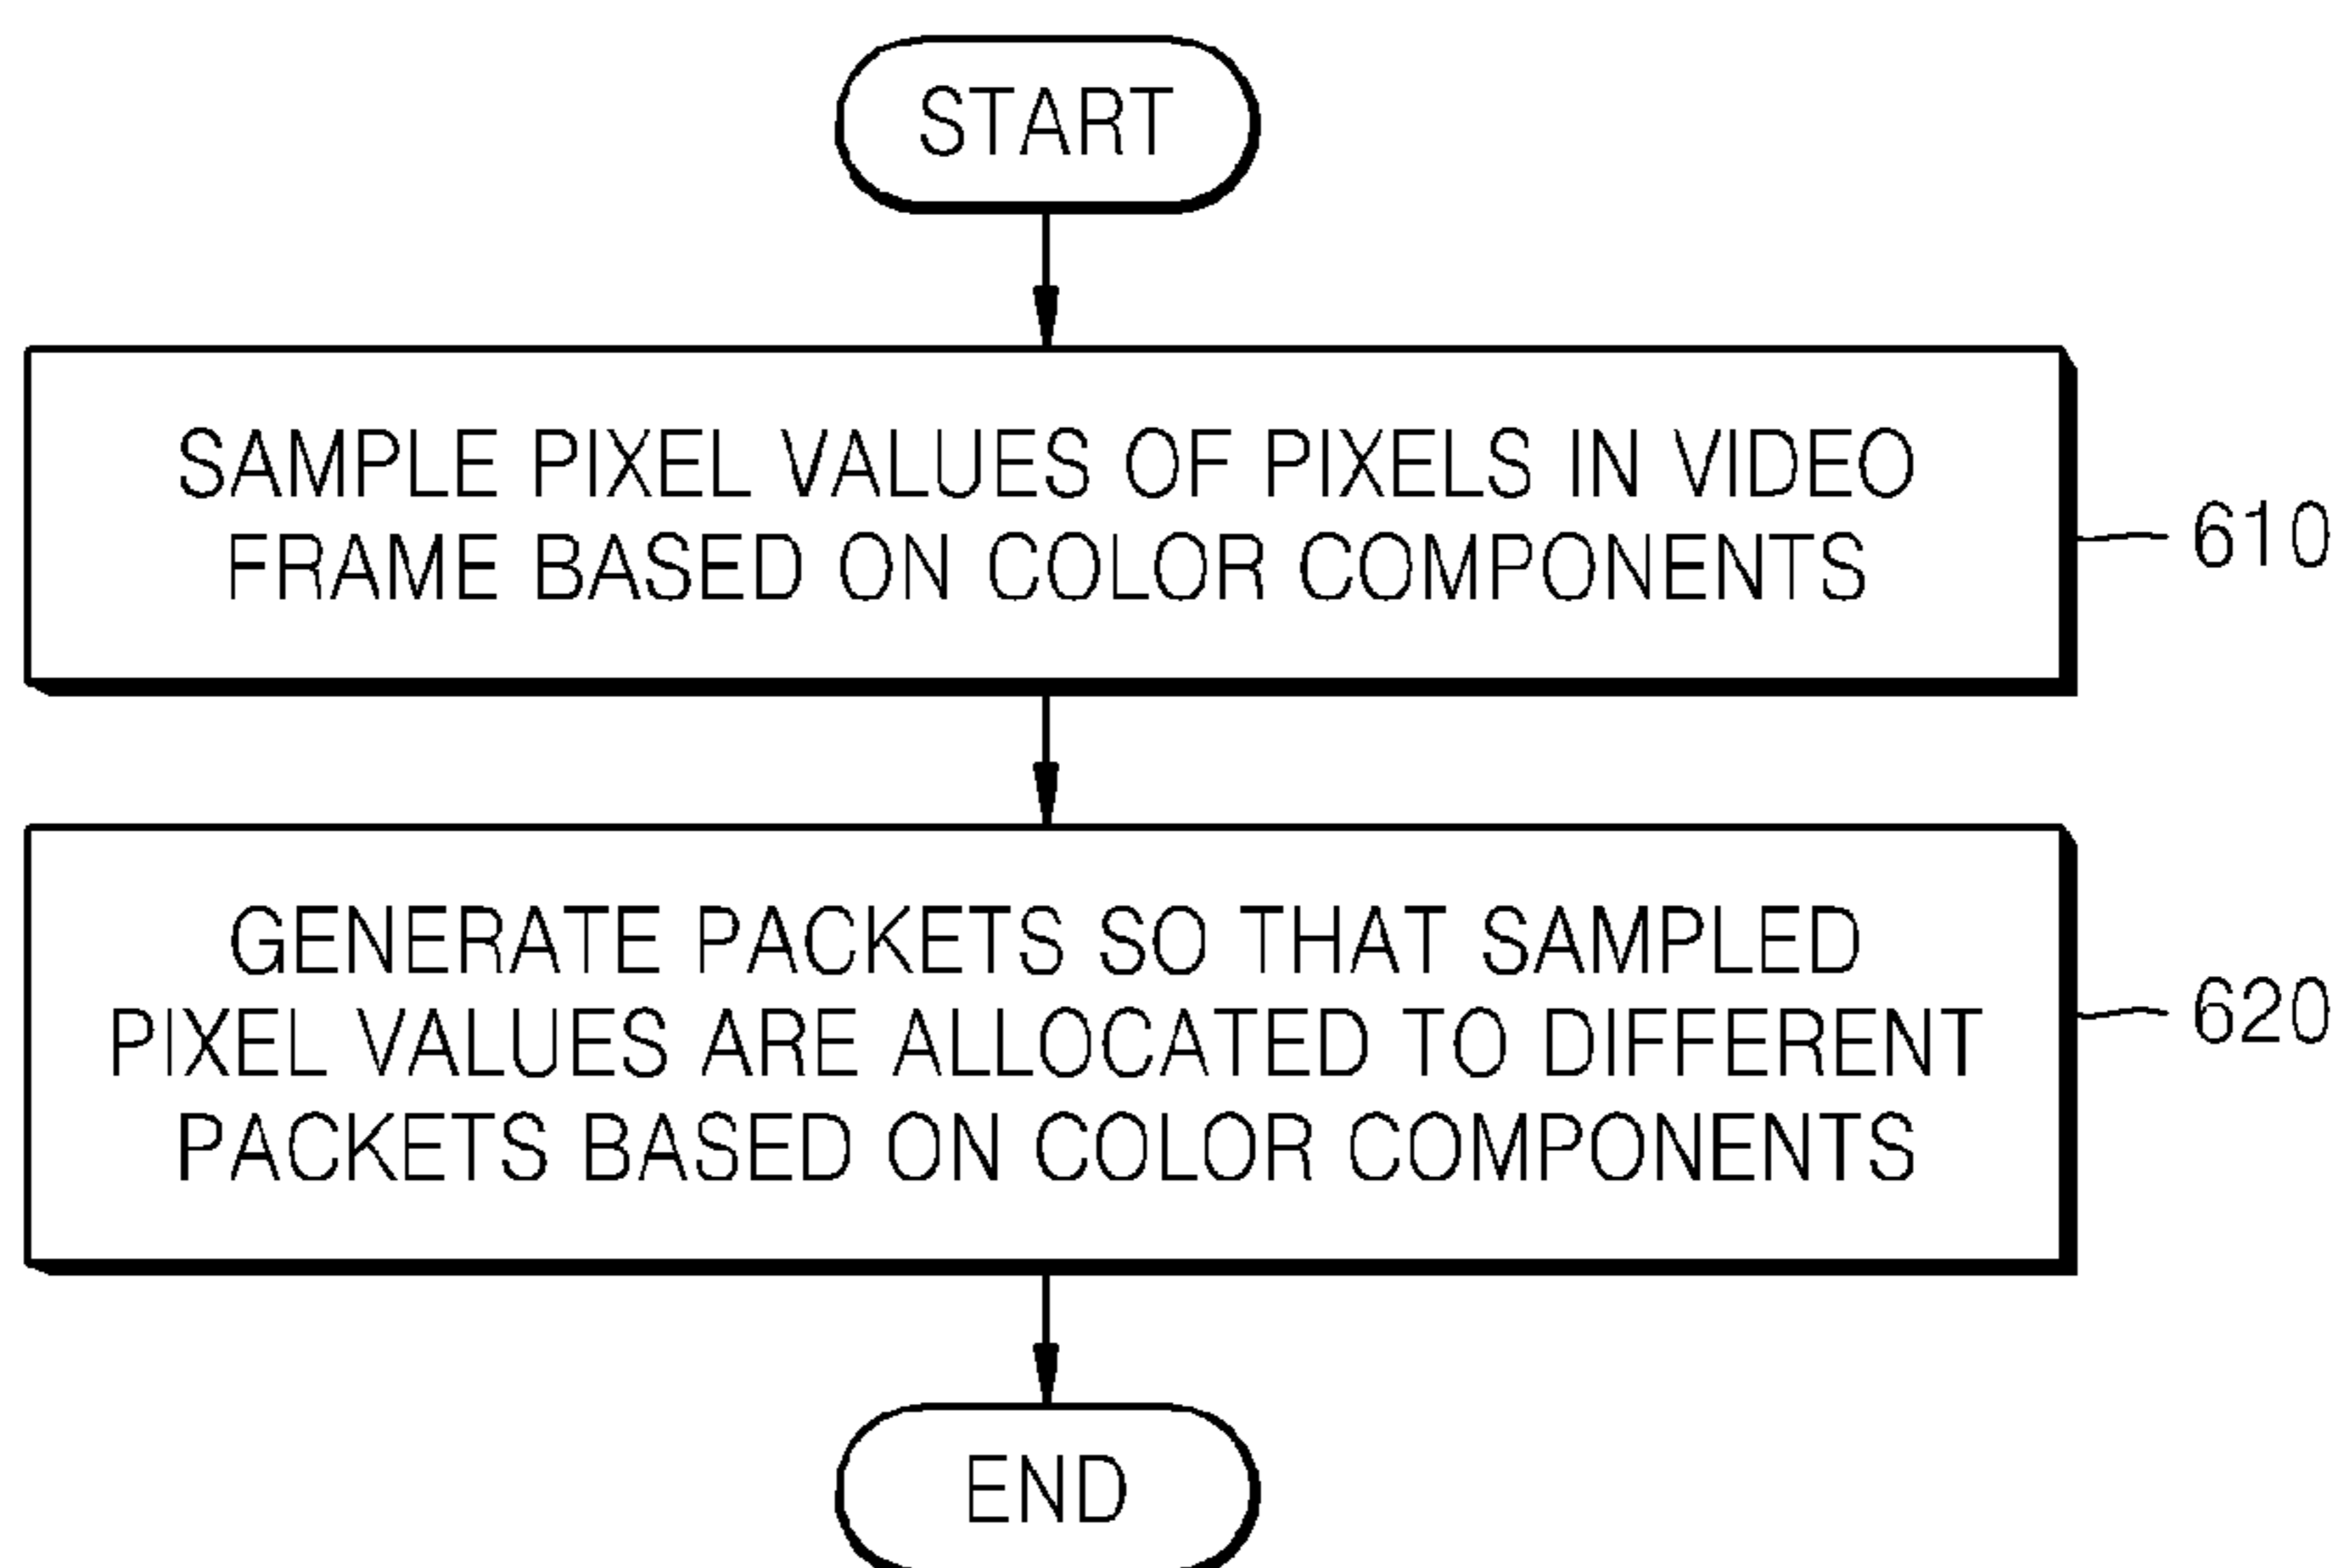 START
SAMPLE PIXEL VALUES OF PIXELS IN VIDEO
FRAME BASED ON COLOR COMPONENTS
610
GENERATE PACKETS SO THAT SAMPLED
PIXEL VALUES ARE ALLOCATED TO DIFFERENT
PACKETS BASED ON COLOR COMPONENTS
620
END